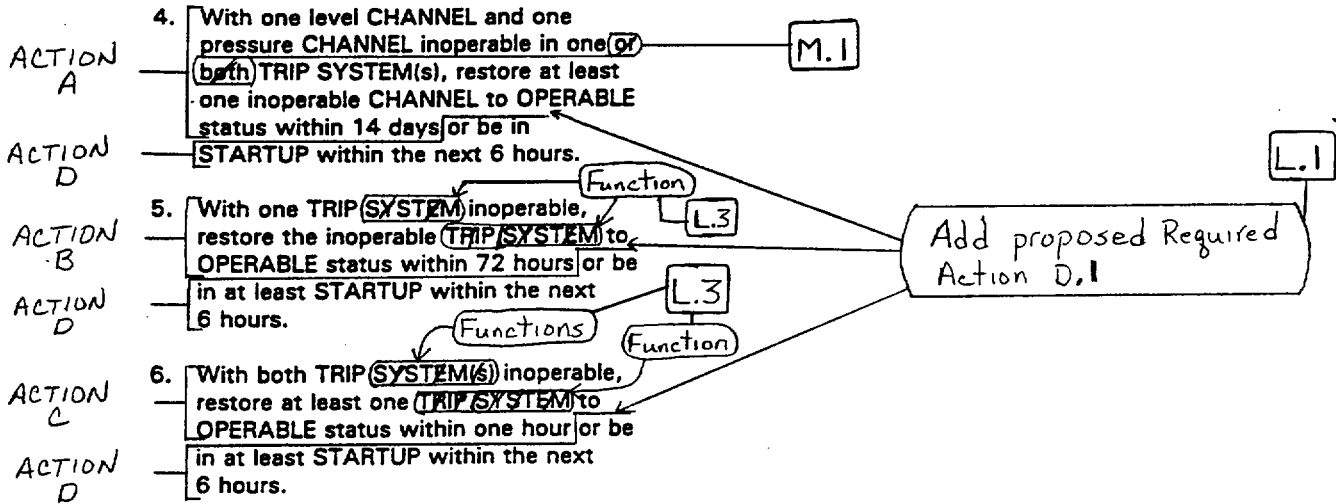 ACTION
A
4. With one level CHANNEL and one
pressure CHANNEL inoperable in one or
both TRIP SYSTEM(s), restore at least
one inoperable CHANNEL to OPERABLE
status within 14 days or be in
M.1
ACTION
D
STARTUP within the next 6 hours.
L.1
Function
L.3
ACTION
B
5. With one TRIP SYSTEM inoperable,
restore the inoperable TRIP SYSTEM to
OPERABLE status within 72 hours or be
Add proposed Required
Action D.1
ACTION
D
in at least STARTUP within the next
6 hours.
L.3
Functions
Function
ACTION
C
6. With both TRIP SYSTEM(s) inoperable,
restore at least one TRIP SYSTEM to
OPERABLE status within one hour or be
ACTION
D
in at least STARTUP within the next
6 hours.